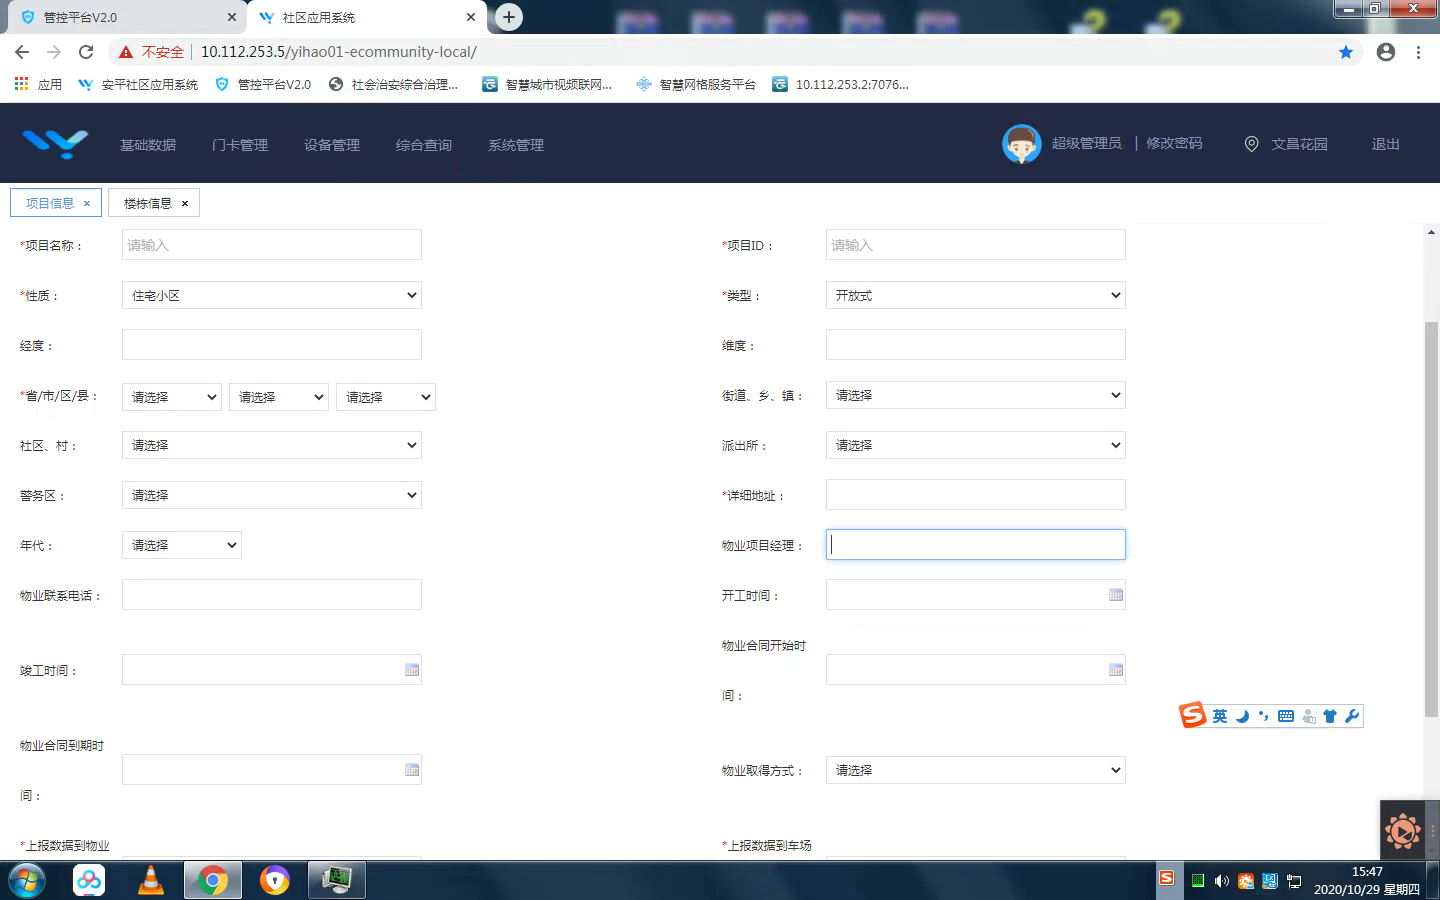 管控平台V2.0
社区应用系统
不安全
10.112.253.5/yihao01-ecommunity-local/
应用
安平社区应用系统
管控平台V2.0
社会治安综合治理...
智慧城市视频联网...
智慧网格服务平台
10.112.253.2:7076...
基础数据
门卡管理
设备管理
综合查询
系统管理
超级管理员
修改密码
文昌花园
退出
项目信息
楼栋信息
*项目名称：
请输入
*项目ID：
请输入
*性质：
住宅小区
*类型：
开放式
经度：
维度：
*省/市/区/县：
请选择
请选择
请选择
街道、乡、镇：
请选择
社区、村：
请选择
派出所：
请选择
警务区：
请选择
*详细地址：
年代：
请选择
物业项目经理：
物业联系电话：
开工时间：
竣工时间：
物业合同开始时
间：
英
物业合同到期时
间：
物业取得方式：
请选择
*上报数据到物业
*上报数据到车场
15:47
2020/10/29 星期四